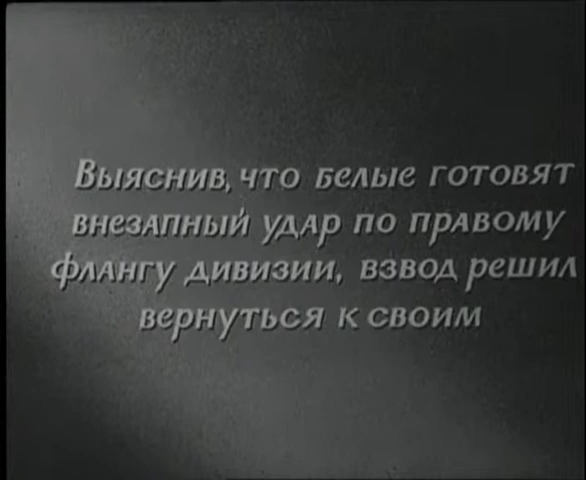 Выяснив, что белые готовят
внезапный удар по правому
флангу дивизии, взвод решил
вернуться к своим